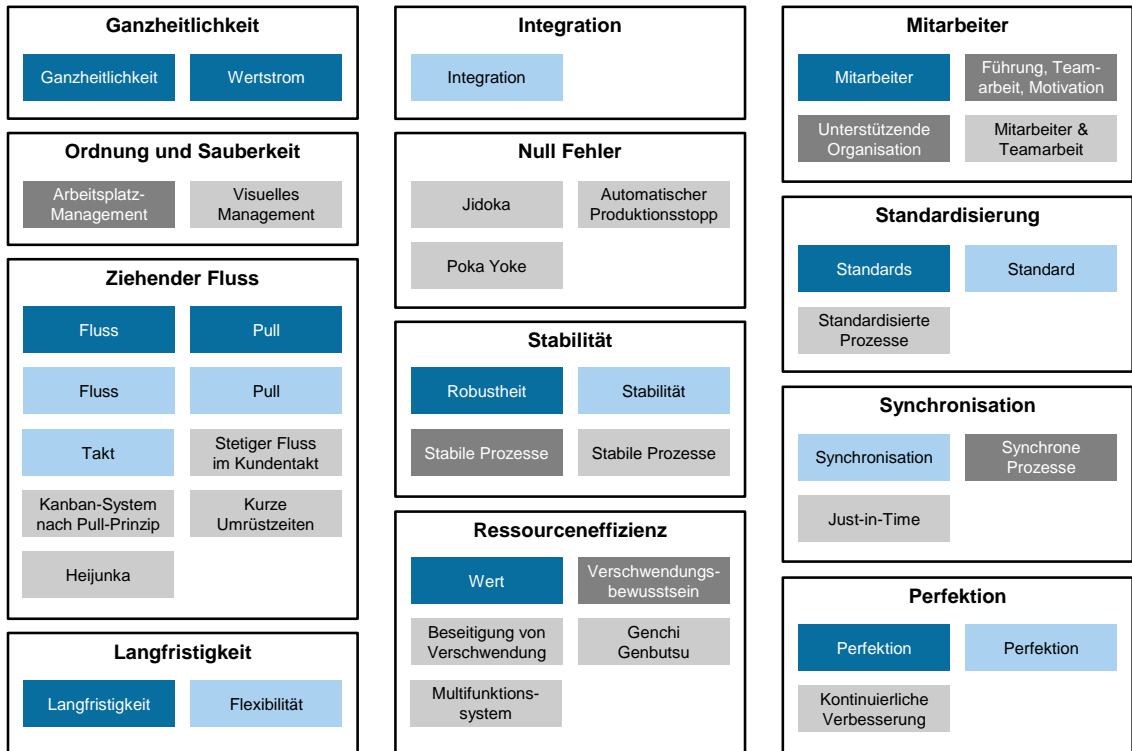 Ganzheitlichkeit
Ganzheitlichkeit
Wertstrom
Ordnung und Sauberkeit
Arbeitsplatz-
Management
Visuelles
Management
Ziehender Fluss
Fluss
Pull
Fluss
Pull
Takt
Stetiger Fluss
im Kundentakt
Kanban-System
nach Pull-Prinzip
Kurze
Umrüstzeiten
Heijunka
Langfristigkeit
Langfristigkeit
Flexibilität
Integration
Integration
Null Fehler
Jidoka
Automatischer
Produktionsstopp
Poka Yoke
Stabilität
Robustheit
Stabilität
Stabile Prozesse
Stabile Prozesse
Ressourceneffizienz
Wert
Verschwendungs-
bewusstsein
Beseitigung von
Verschwendung
Genchi
Genbutsu
Multifunktions-
system
Mitarbeiter
Mitarbeiter
Führung, Team-
arbeit, Motivation
Unterstützende
Organisation
Mitarbeiter &
Teamarbeit
Standardisierung
Standards
Standard
Standardisierte
Prozesse
Synchronisation
Synchronisation
Synchrone
Prozesse
Just-in-Time
Perfektion
Perfektion
Perfektion
Kontinuierliche
Verbesserung